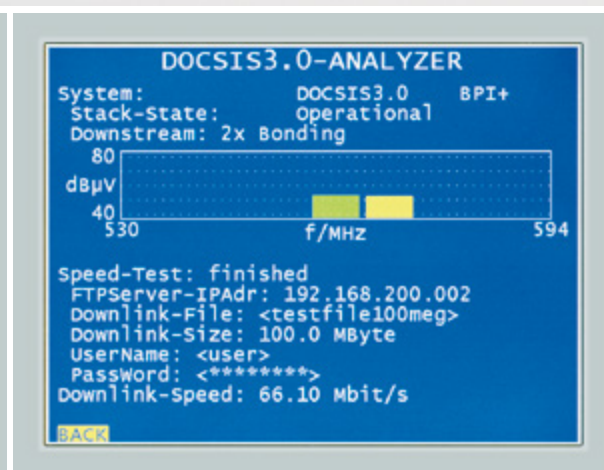 DOCSIS3.0-ANALYZER
System: DOCSIS3.0 BPI+
Stack-State: Operational
Downstream: 2x Bonding
80
dBµV
40
530 f/MHz 594
Speed-Test: finished
FTPServer-IPAdr: 192.168.200.002
Downlink-File: <testfile100meg>
Downlink-Size: 100.0 MByte
UserName: <user>
PassWord: <********>
Downlink-Speed: 66.10 Mbit/s
BACK